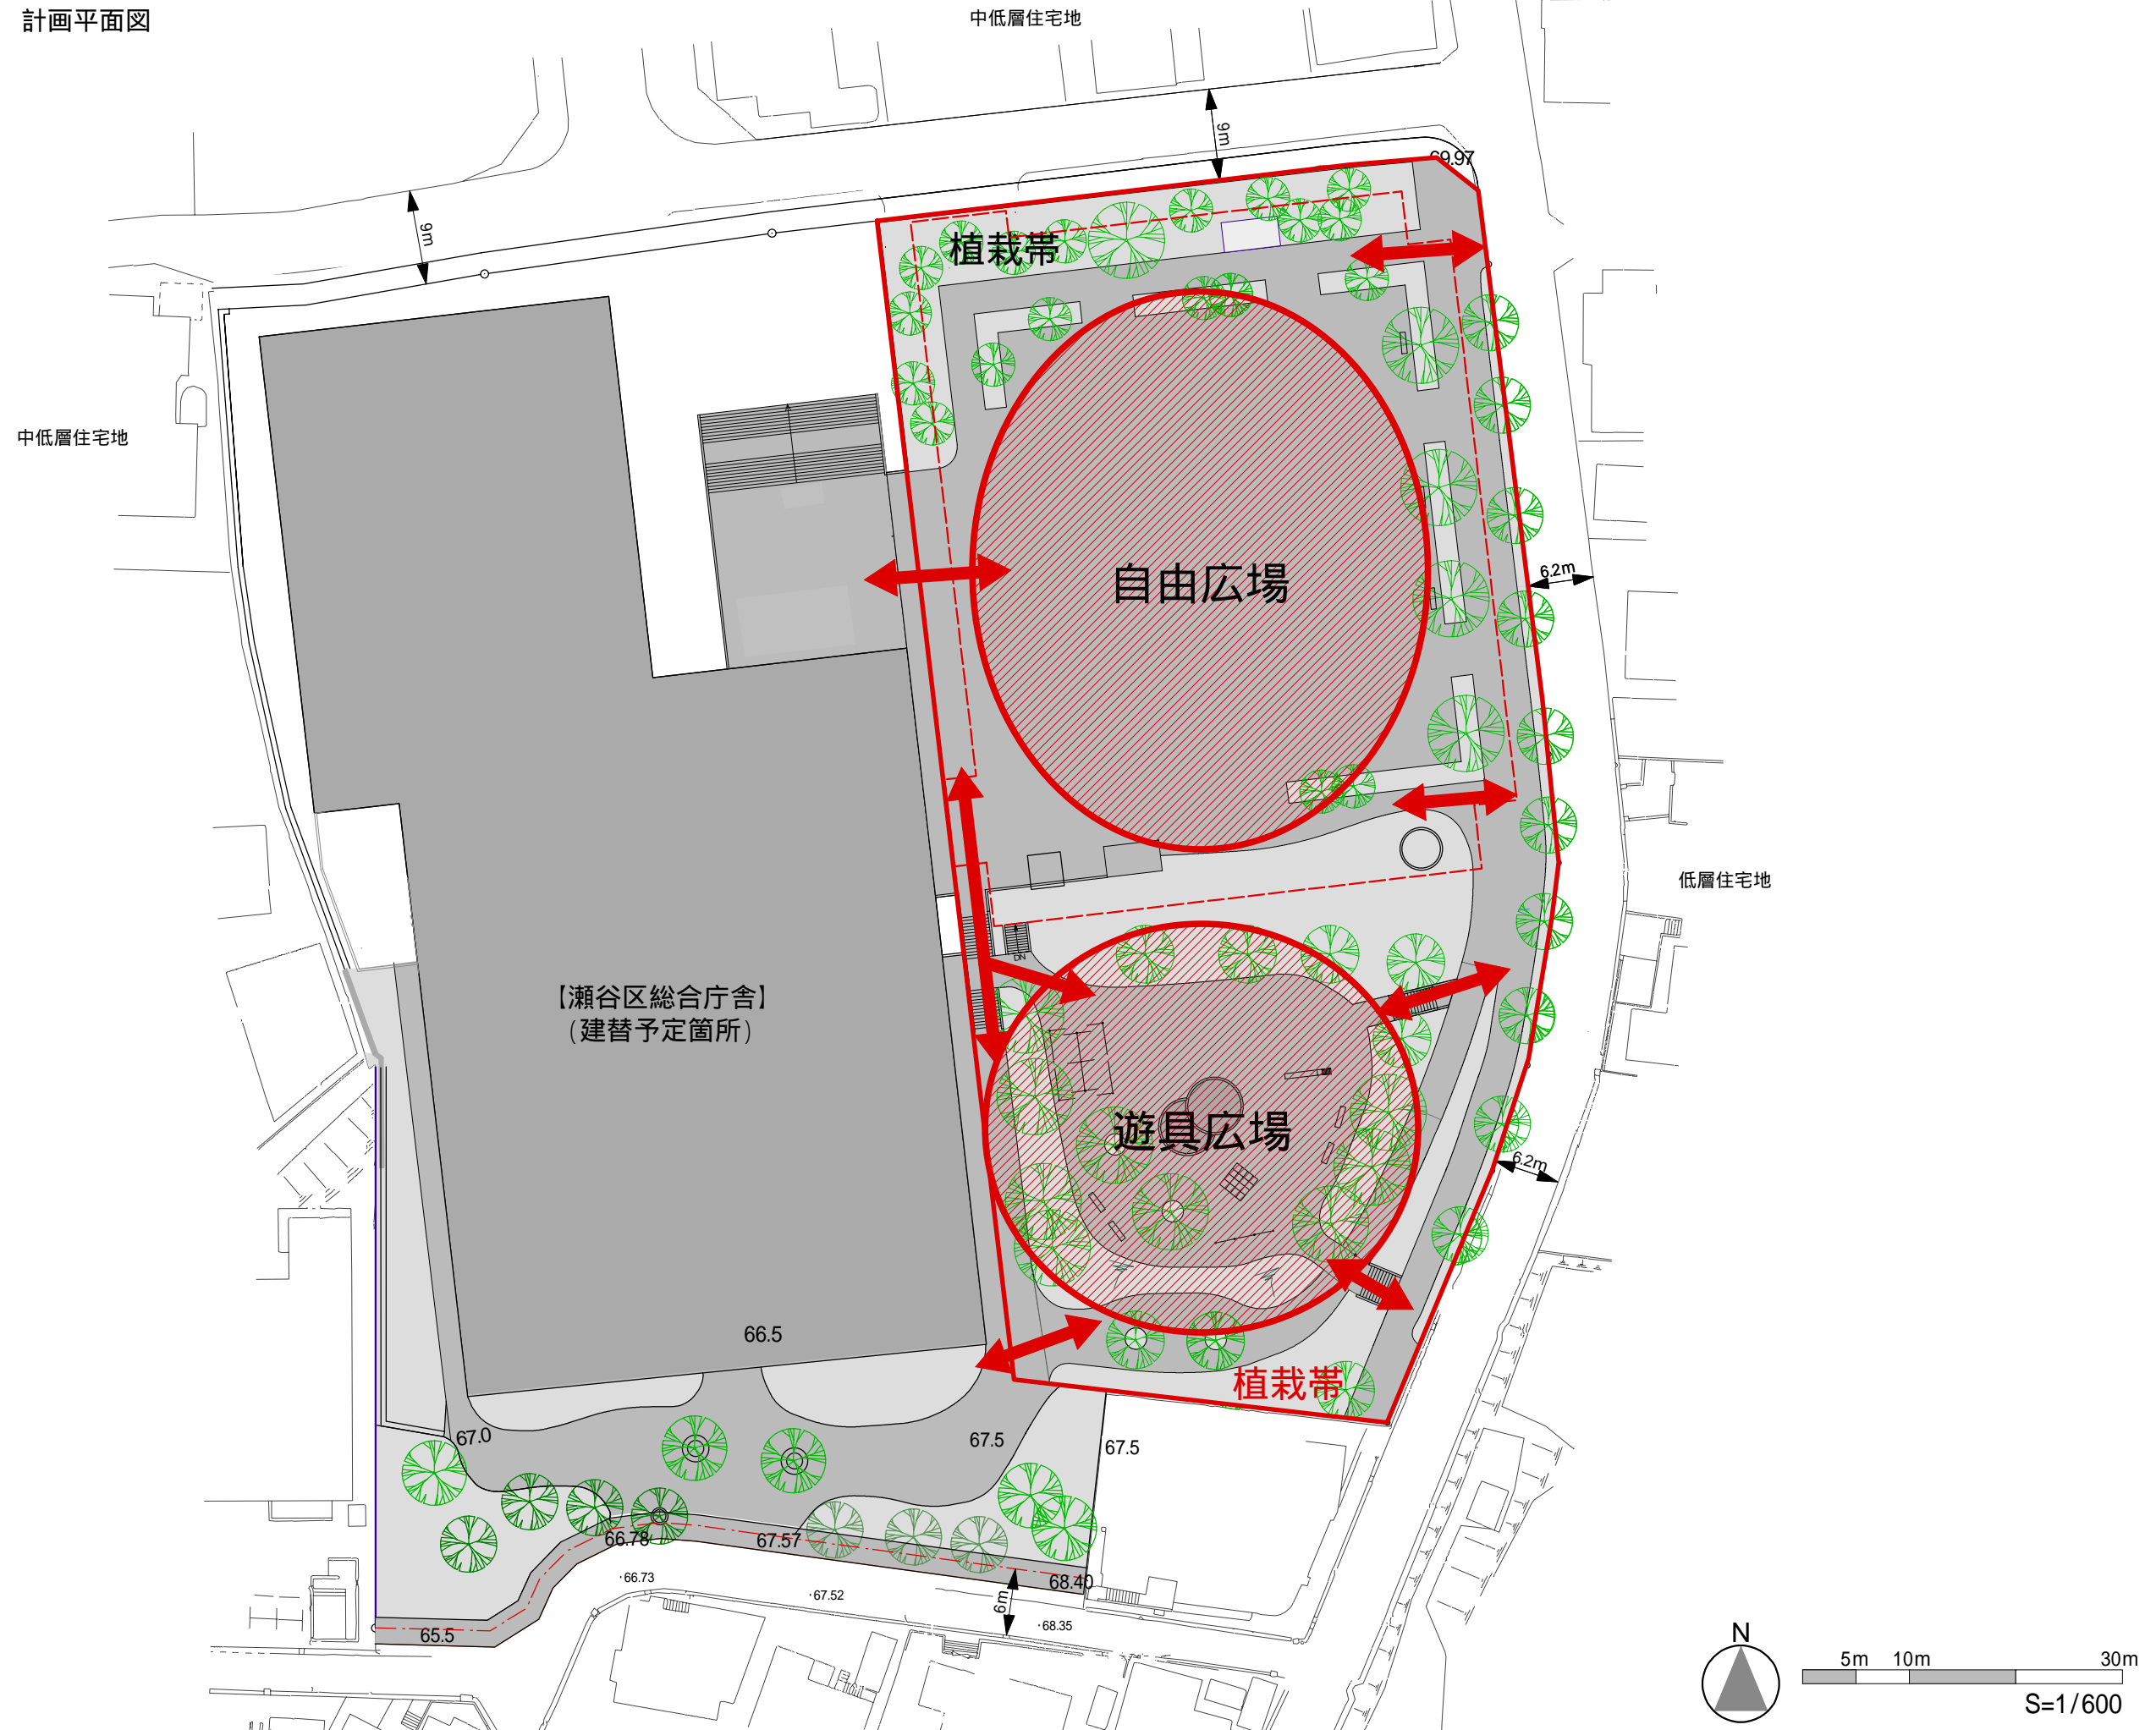 計画平面図
中低層住宅地
9m
69.97
9m
植栽帯
中低層住宅地
自由広場
6.2m
低層住宅地
DN
【瀬谷区総合庁舎】
(建替予定箇所)
遊具広場
6.2m
66.5
植栽帯
67.0
67.5
67.5
66.78
67.57
68.40
・66.73
・67.52
6m
・68.35
65.5
N
5m 10m 30m
S=1/600